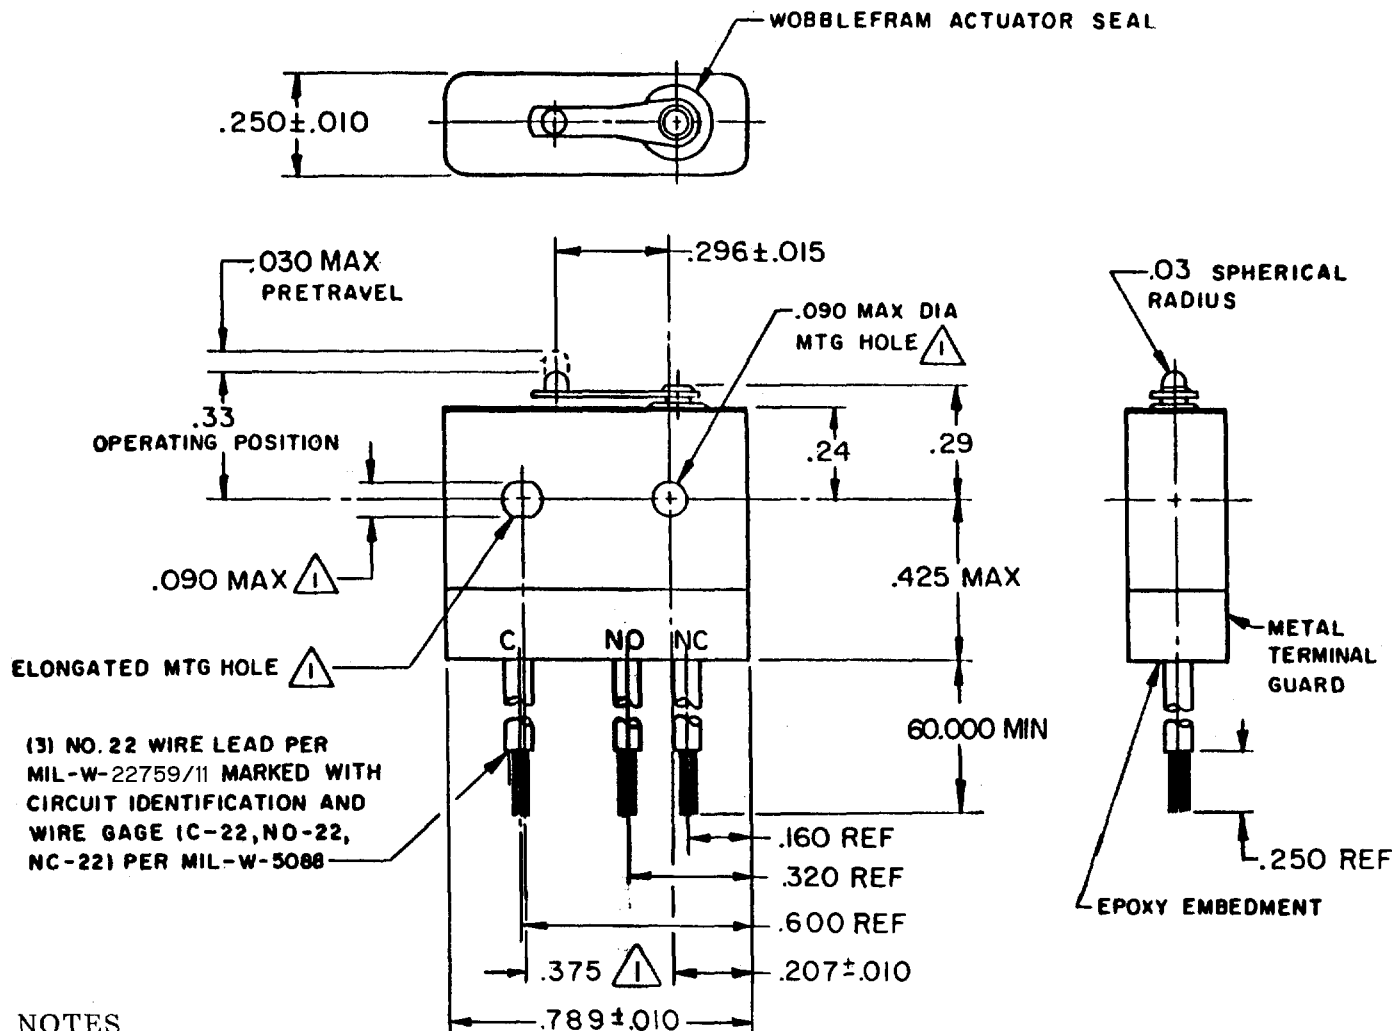 WOBBLEFRAM ACTUATOR SEAL
.250±.010
.030 MAX
PRETRAVEL
.296±.015
.03 SPHERICAL
RADIUS
.090 MAX DIA
MTG HOLE 1
.33
OPERATING POSITION
.24
.29
.090 MAX 1
.425 MAX
C NO NC
ELONGATED MTG HOLE 1
METAL
TERMINAL
GUARD
60.000 MIN
(3) NO. 22 WIRE LEAD PER
MIL-W-22759/11 MARKED WITH
CIRCUIT IDENTIFICATION AND
WIRE GAGE (C-22, NO-22,
NC-22) PER MIL-W-5088
.160 REF
.320 REF
.250 REF
EPOXY EMBEDMENT
.600 REF
.375 1
.207±.010
NOTES
.789±.010